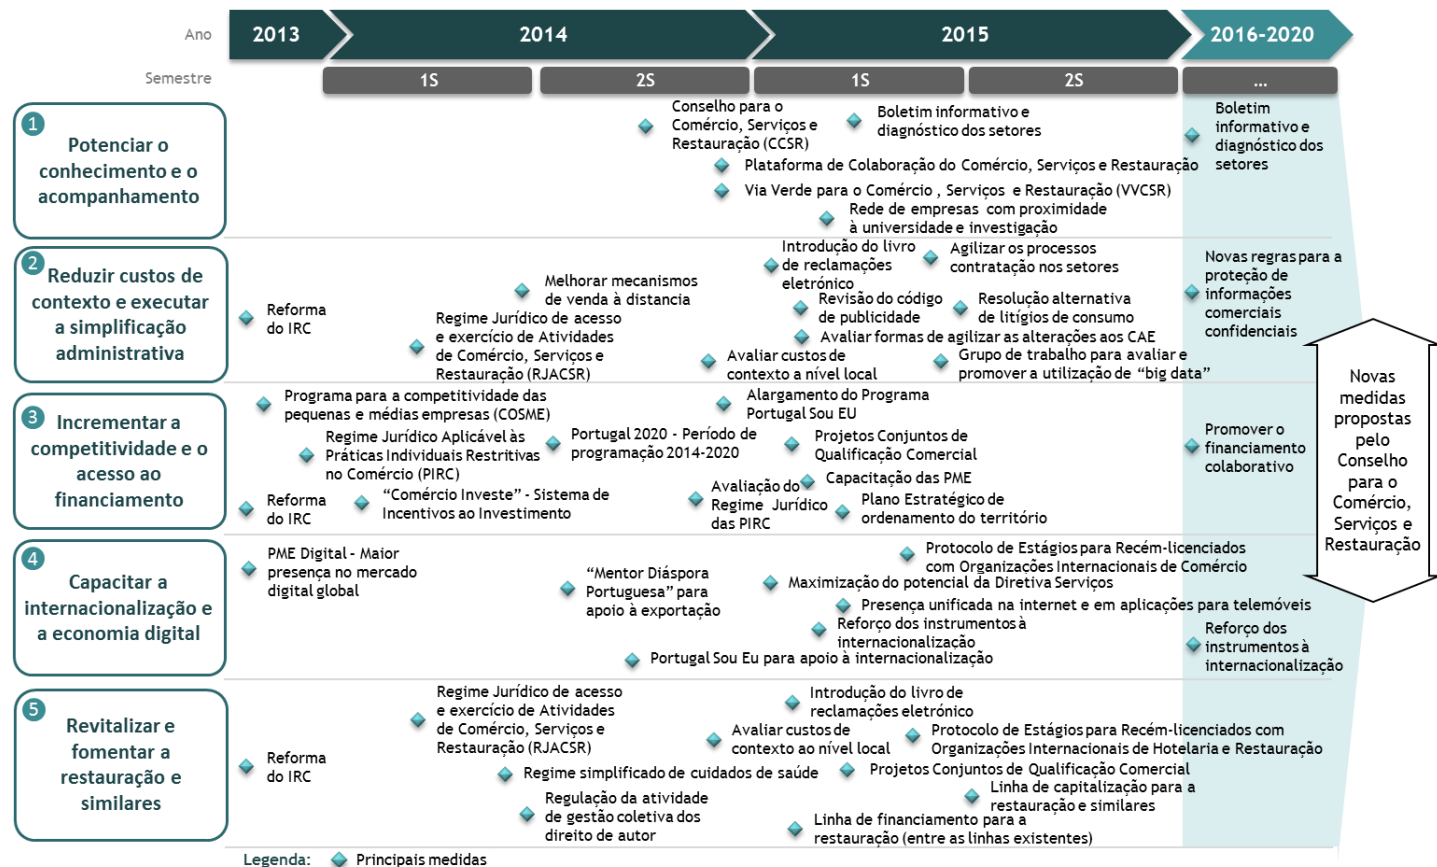 Ano
2013
2014
2015
2016-2020
Semestre
1S
2S
1S
2S
...
1
Potenciar o
conhecimento e o
acompanhamento
Conselho para o
Comércio, Serviços e
Restauração (CCSR)
Boletim informativo e
diagnóstico dos setores
Plataforma de Colaboração do Comércio, Serviços e Restauração
Via Verde para o Comércio , Serviços e Restauração (VVCSR)
Rede de empresas com proximidade
à universidade e investigação
Boletim
informativo e
diagnóstico dos
setores
2
Reduzir custos de
contexto e executar
a simplificação
administrativa
Reforma
do IRC
Melhorar mecanismos
de venda à distancia
Regime Jurídico de acesso
e exercício de Atividades
de Comércio, Serviços e
Restauração (RJACSR)
Introdução do livro
de reclamações
eletrónico
Agilizar os processos
contratação nos setores
Revisão do código
de publicidade
Resolução alternativa
de litígios de consumo
Avaliar formas de agilizar as alterações aos CAE
Avaliar custos de
contexto a nível local
Grupo de trabalho para avaliar e
promover a utilização de “big data”
Novas regras para a
proteção de
informações
comerciais
confidenciais
3
Incrementar a
competitividade e o
acesso ao
financiamento
Programa para a competitividade das
pequenas e médias empresas (COSME)
Alargamento do Programa
Portugal Sou EU
Regime Jurídico Aplicável às
Práticas Individuais Restritivas
no Comércio (PIRC)
Portugal 2020 - Período de
programação 2014-2020
Projetos Conjuntos de
Qualificação Comercial
Reforma
do IRC
“Comércio Investe” - Sistema de
Incentivos ao Investimento
Avaliação do
Regime Jurídico
das PIRC
Capacitação das PME
Plano Estratégico de
ordenamento do território
Promover o
financiamento
colaborativo
4
Capacitar a
internacionalização e
a economia digital
PME Digital - Maior
presença no mercado
digital global
“Mentor Diáspora
Portuguesa” para
apoio à exportação
Protocolo de Estágios para Recém-licenciados
com Organizações Internacionais de Comércio
Maximização do potencial da Diretiva Serviços
Presença unificada na internet e em aplicações para telemóveis
Reforço dos instrumentos à
internacionalização
Portugal Sou Eu para apoio à internacionalização
Reforço dos
instrumentos à
internacionalização
5
Revitalizar e
fomentar a
restauração e
similares
Reforma
do IRC
Regime Jurídico de acesso
e exercício de Atividades
de Comércio, Serviços e
Restauração (RJACSR)
Introdução do livro de
reclamações eletrónico
Avaliar custos de
contexto ao nível local
Protocolo de Estágios para Recém-licenciados com
Organizações Internacionais de Hotelaria e Restauração
Regime simplificado de cuidados de saúde
Projetos Conjuntos de Qualificação Comercial
Regulação da atividade
de gestão coletiva dos
direito de autor
Linha de capitalização para a
restauração e similares
Linha de financiamento para a
restauração (entre as linhas existentes)
Novas
medidas
propostas
pelo
Conselho
para o
Comércio,
Serviços e
Restauração
Legenda:
Principais medidas